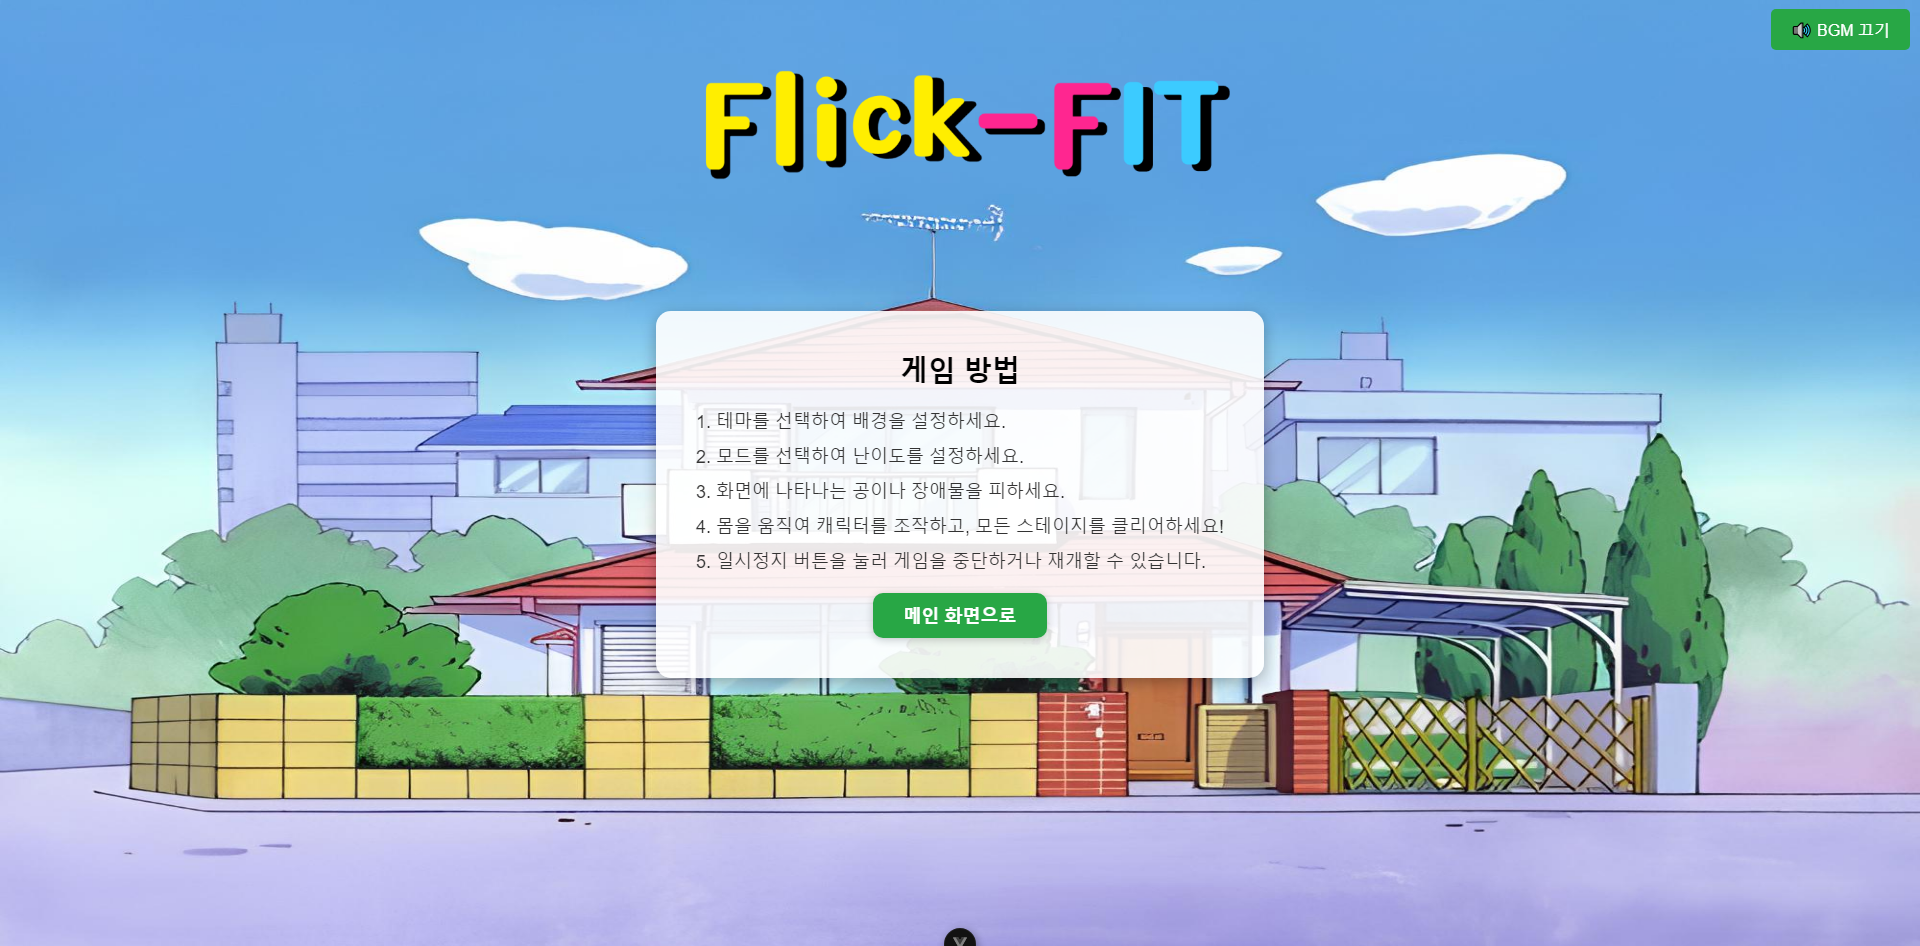 🔊 BGM 끄기
Flick-FIT
게임 방법
1. 테마를 선택하여 배경을 설정하세요.
2. 모드를 선택하여 난이도를 설정하세요.
3. 화면에 나타나는 공이나 장애물을 피하세요.
4. 몸을 움직여 캐릭터를 조작하고, 모든 스테이지를 클리어하세요!
5. 일시정지 버튼을 눌러 게임을 중단하거나 재개할 수 있습니다.
메인 화면으로